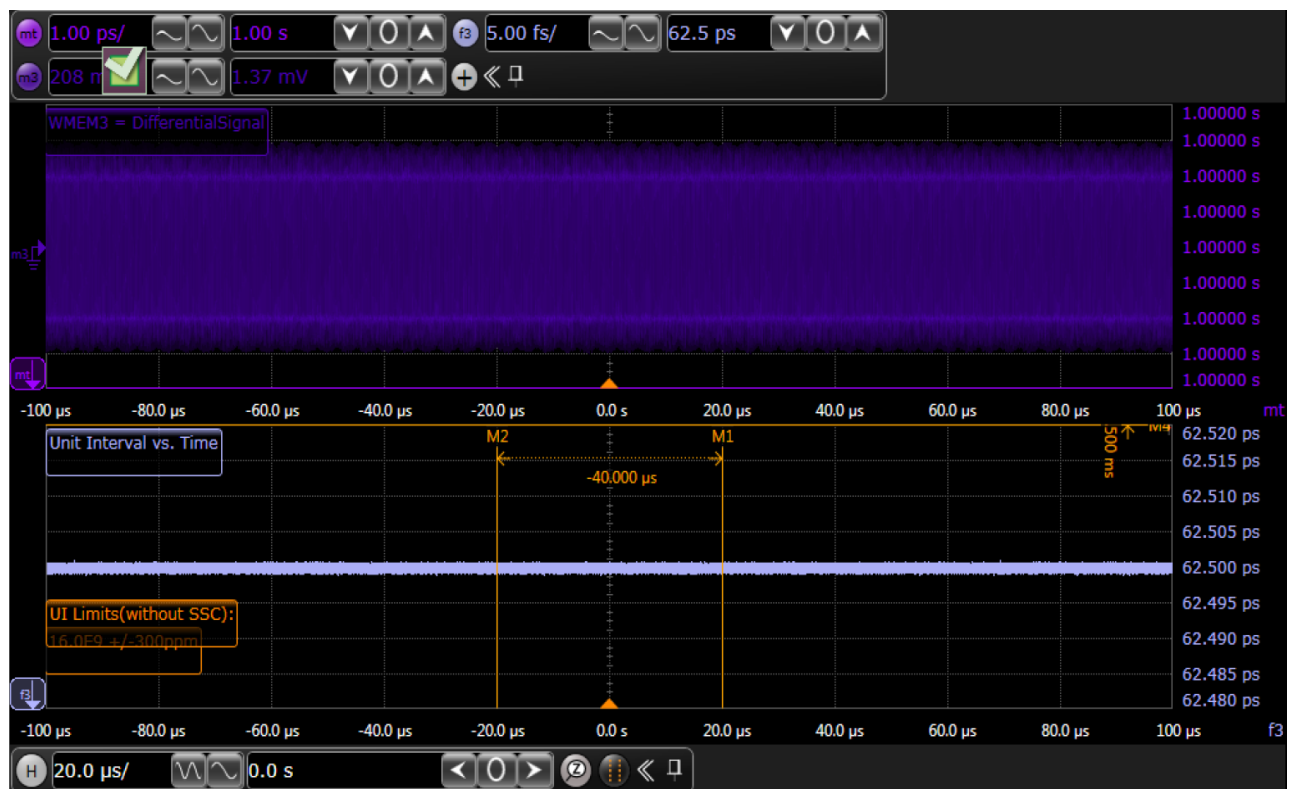 mt 1.00 ps/ 1.00 s f3 5.00 fs/ 62.5 ps
m3 208 m 1.37 mV
WMEM3 = DifferentialSignal
1.00000 s
1.00000 s
1.00000 s
1.00000 s
m3
1.00000 s
1.00000 s
1.00000 s
1.00000 s
mt
1.00000 s
-100 µs -80.0 µs -60.0 µs -40.0 µs -20.0 µs 0.0 s 20.0 µs 40.0 µs 60.0 µs 80.0 µs 100 µs mt
Unit Interval vs. Time
M2 M1 M4
500 ms
-40.000 µs
62.520 ps
62.515 ps
62.510 ps
62.505 ps
62.500 ps
62.495 ps
UI Limits(without SSC):
16.0E9 +/-300ppm
62.490 ps
62.485 ps
f3
62.480 ps
-100 µs -80.0 µs -60.0 µs -40.0 µs -20.0 µs 0.0 s 20.0 µs 40.0 µs 60.0 µs 80.0 µs 100 µs f3
H 20.0 µs/ 0.0 s Z